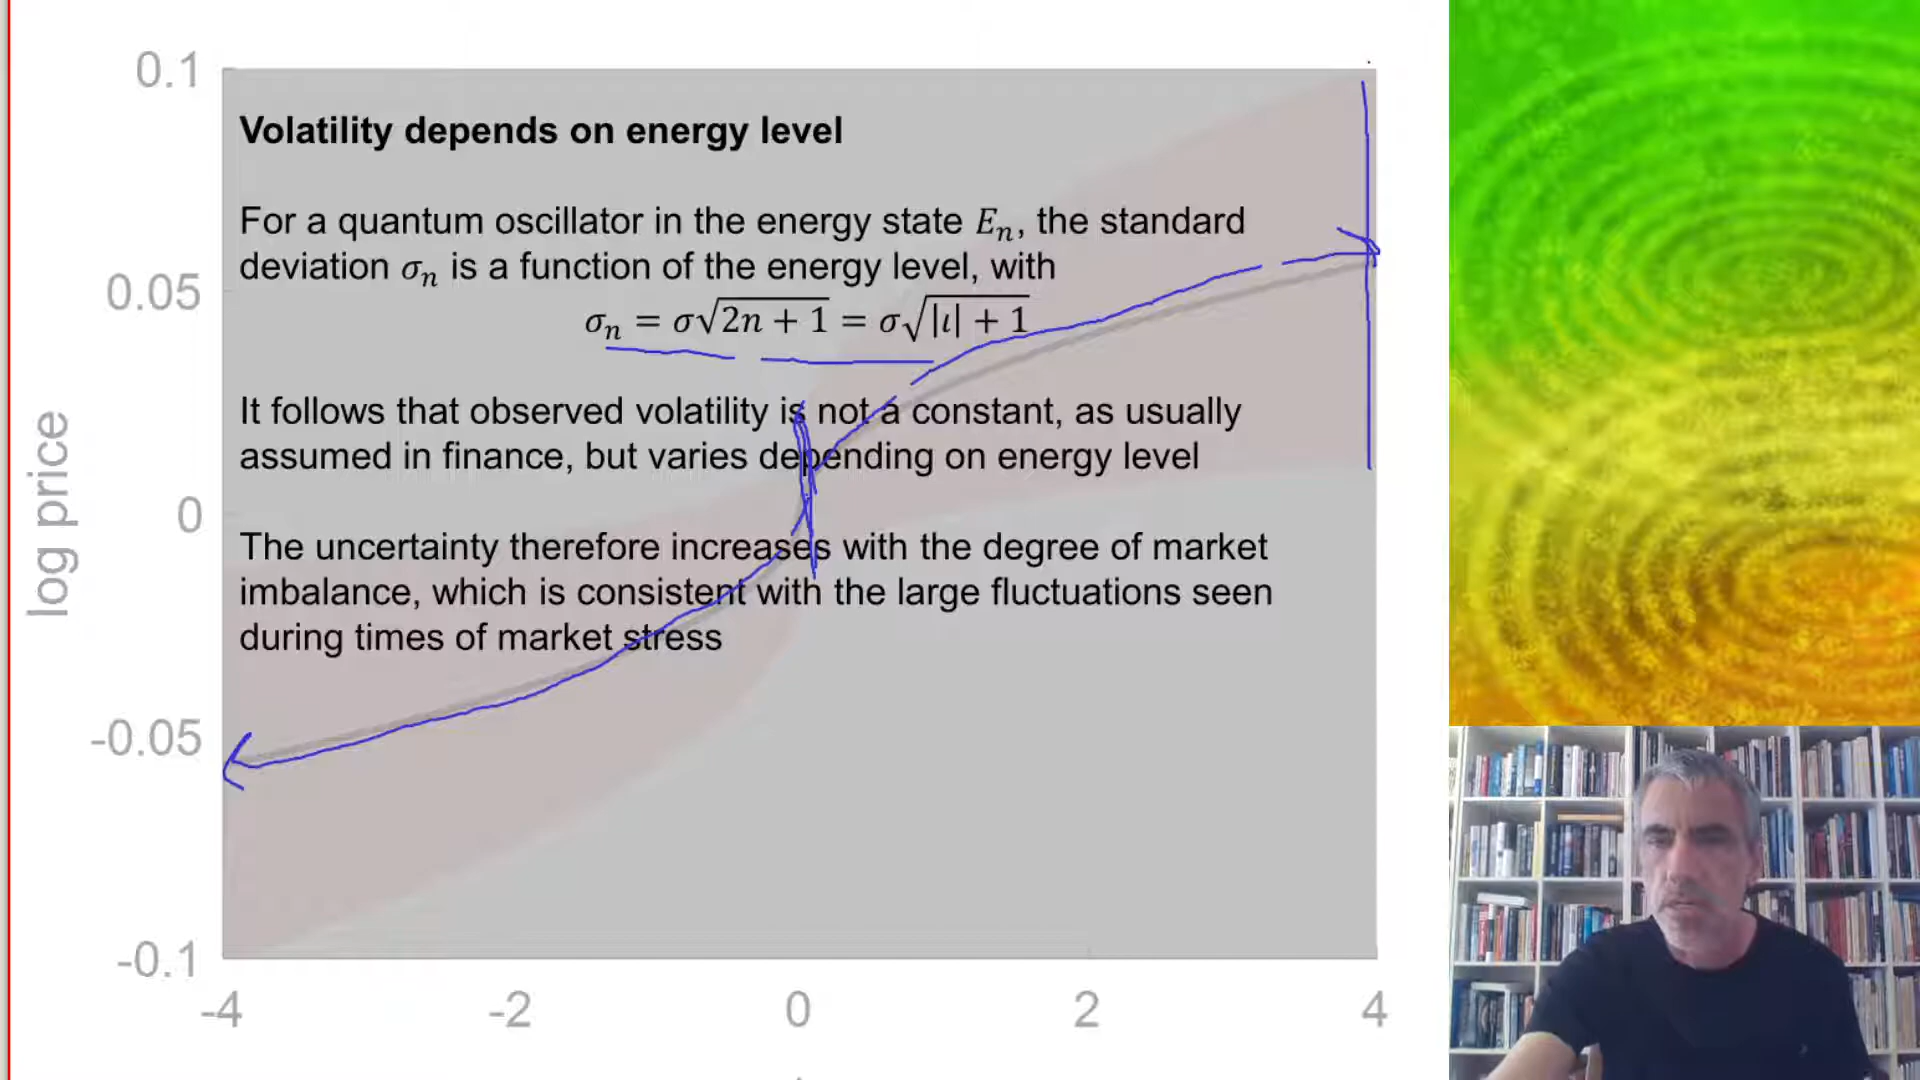 0.1
Volatility depends on energy level
For a quantum oscillator in the energy state Eₙ, the standard
deviation σₙ is a function of the energy level, with
0.05
σₙ = σ√(2n + 1) = σ√(|ι| + 1)
It follows that observed volatility is not a constant, as usually
assumed in finance, but varies depending on energy level
log price
0
The uncertainty therefore increases with the degree of market
imbalance, which is consistent with the large fluctuations seen
during times of market stress
-0.05
-0.1
-4 -2 0 2 4